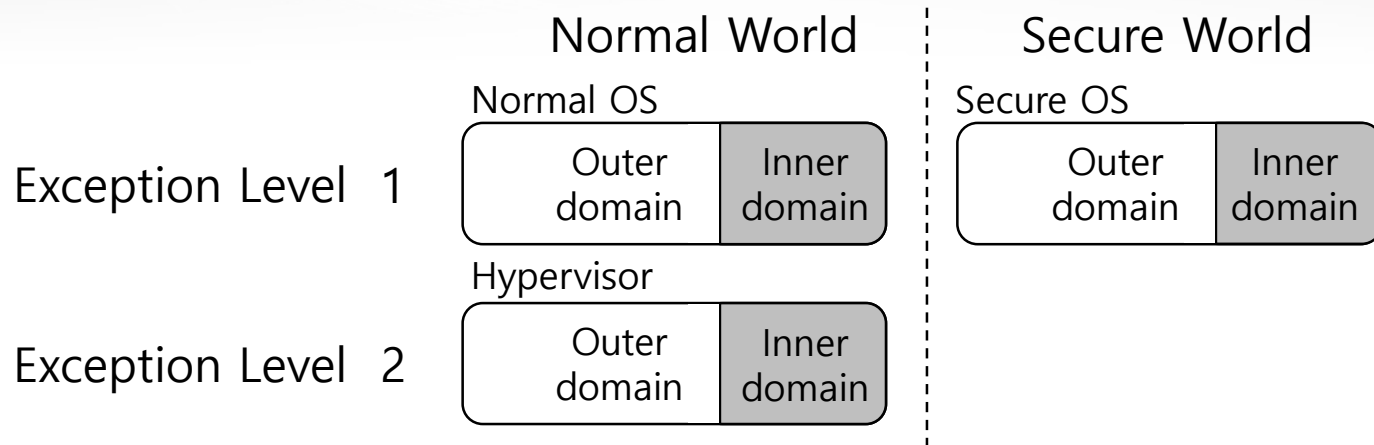 Normal World
Secure World
Normal OS
Secure OS
Exception Level 1
Outer
domain
Inner
domain
Outer
domain
Inner
domain
Hypervisor
Exception Level 2
Outer
domain
Inner
domain